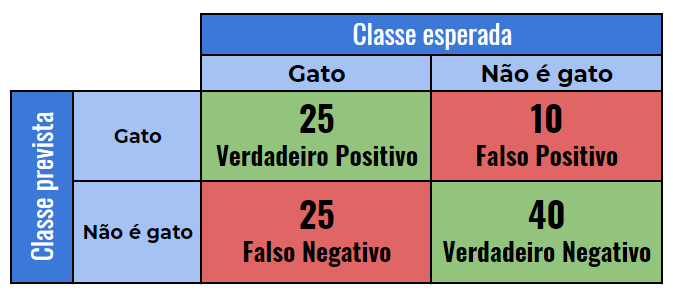 Classe esperada
Gato
Não é gato
Classe prevista
Gato
25
Verdadeiro Positivo
10
Falso Positivo
Não é gato
25
Falso Negativo
40
Verdadeiro Negativo